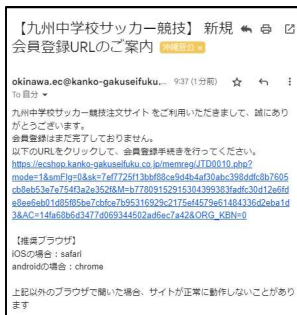 【九州中学校サッカー競技】 新規
会員登録URLのご案内
okinawa.ec@kanko-gakuseifuku.... 9:37 (1 分前)
To 自分
九州中学校サッカー競技注文サイト をご利用いただきまして、誠にあり
がとうございます。
会員登録はまだ完了しておりません。
以下のURLをクリックして、会員登録手続きを行ってください。
https://ecshop.kanko-gakuseifuku.co.jp/memreg/JTD0010.php?
mode=1&smFlg=0&sk=7ef7725f13bbf88ce9d4b4af30abc398ddfc8b7605
cb8eb53e7e754f3a2e352f&M=b77809152915304399383fadfc30d12e6fd
e8ee6eb01d85f85be7cbfce7b95316929c2175ef4579e61484336d2eba1d
3&AC=14fa68b6d3477d069344502ad6ec7a42&ORG_KBN=0
【推奨ブラウザ】
iOSの場合：safari
androidの場合：chrome
上記以外のブラウザで開いた場合、サイトが正常に動作しないことがあり
ます